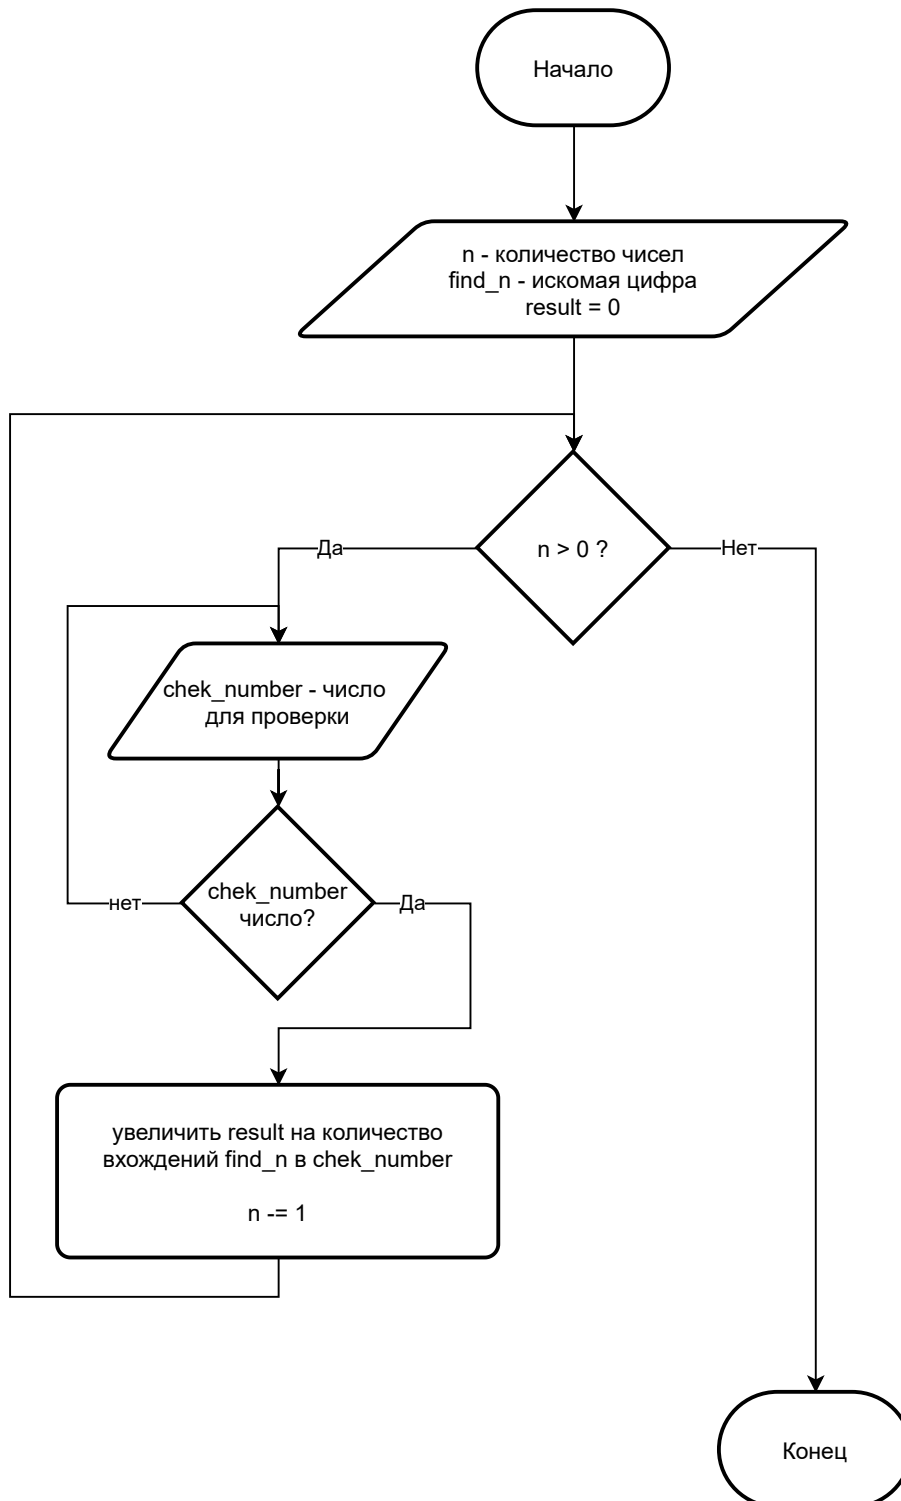 Начало
n - количество чисел
find_n - искомая цифра
result = 0
n > 0 ?
Да
Нет
chek_number - число
для проверки
chek_number
число?
нет
Да
увеличить result на количество
вхождений find_n в chek_number
n -= 1
Конец